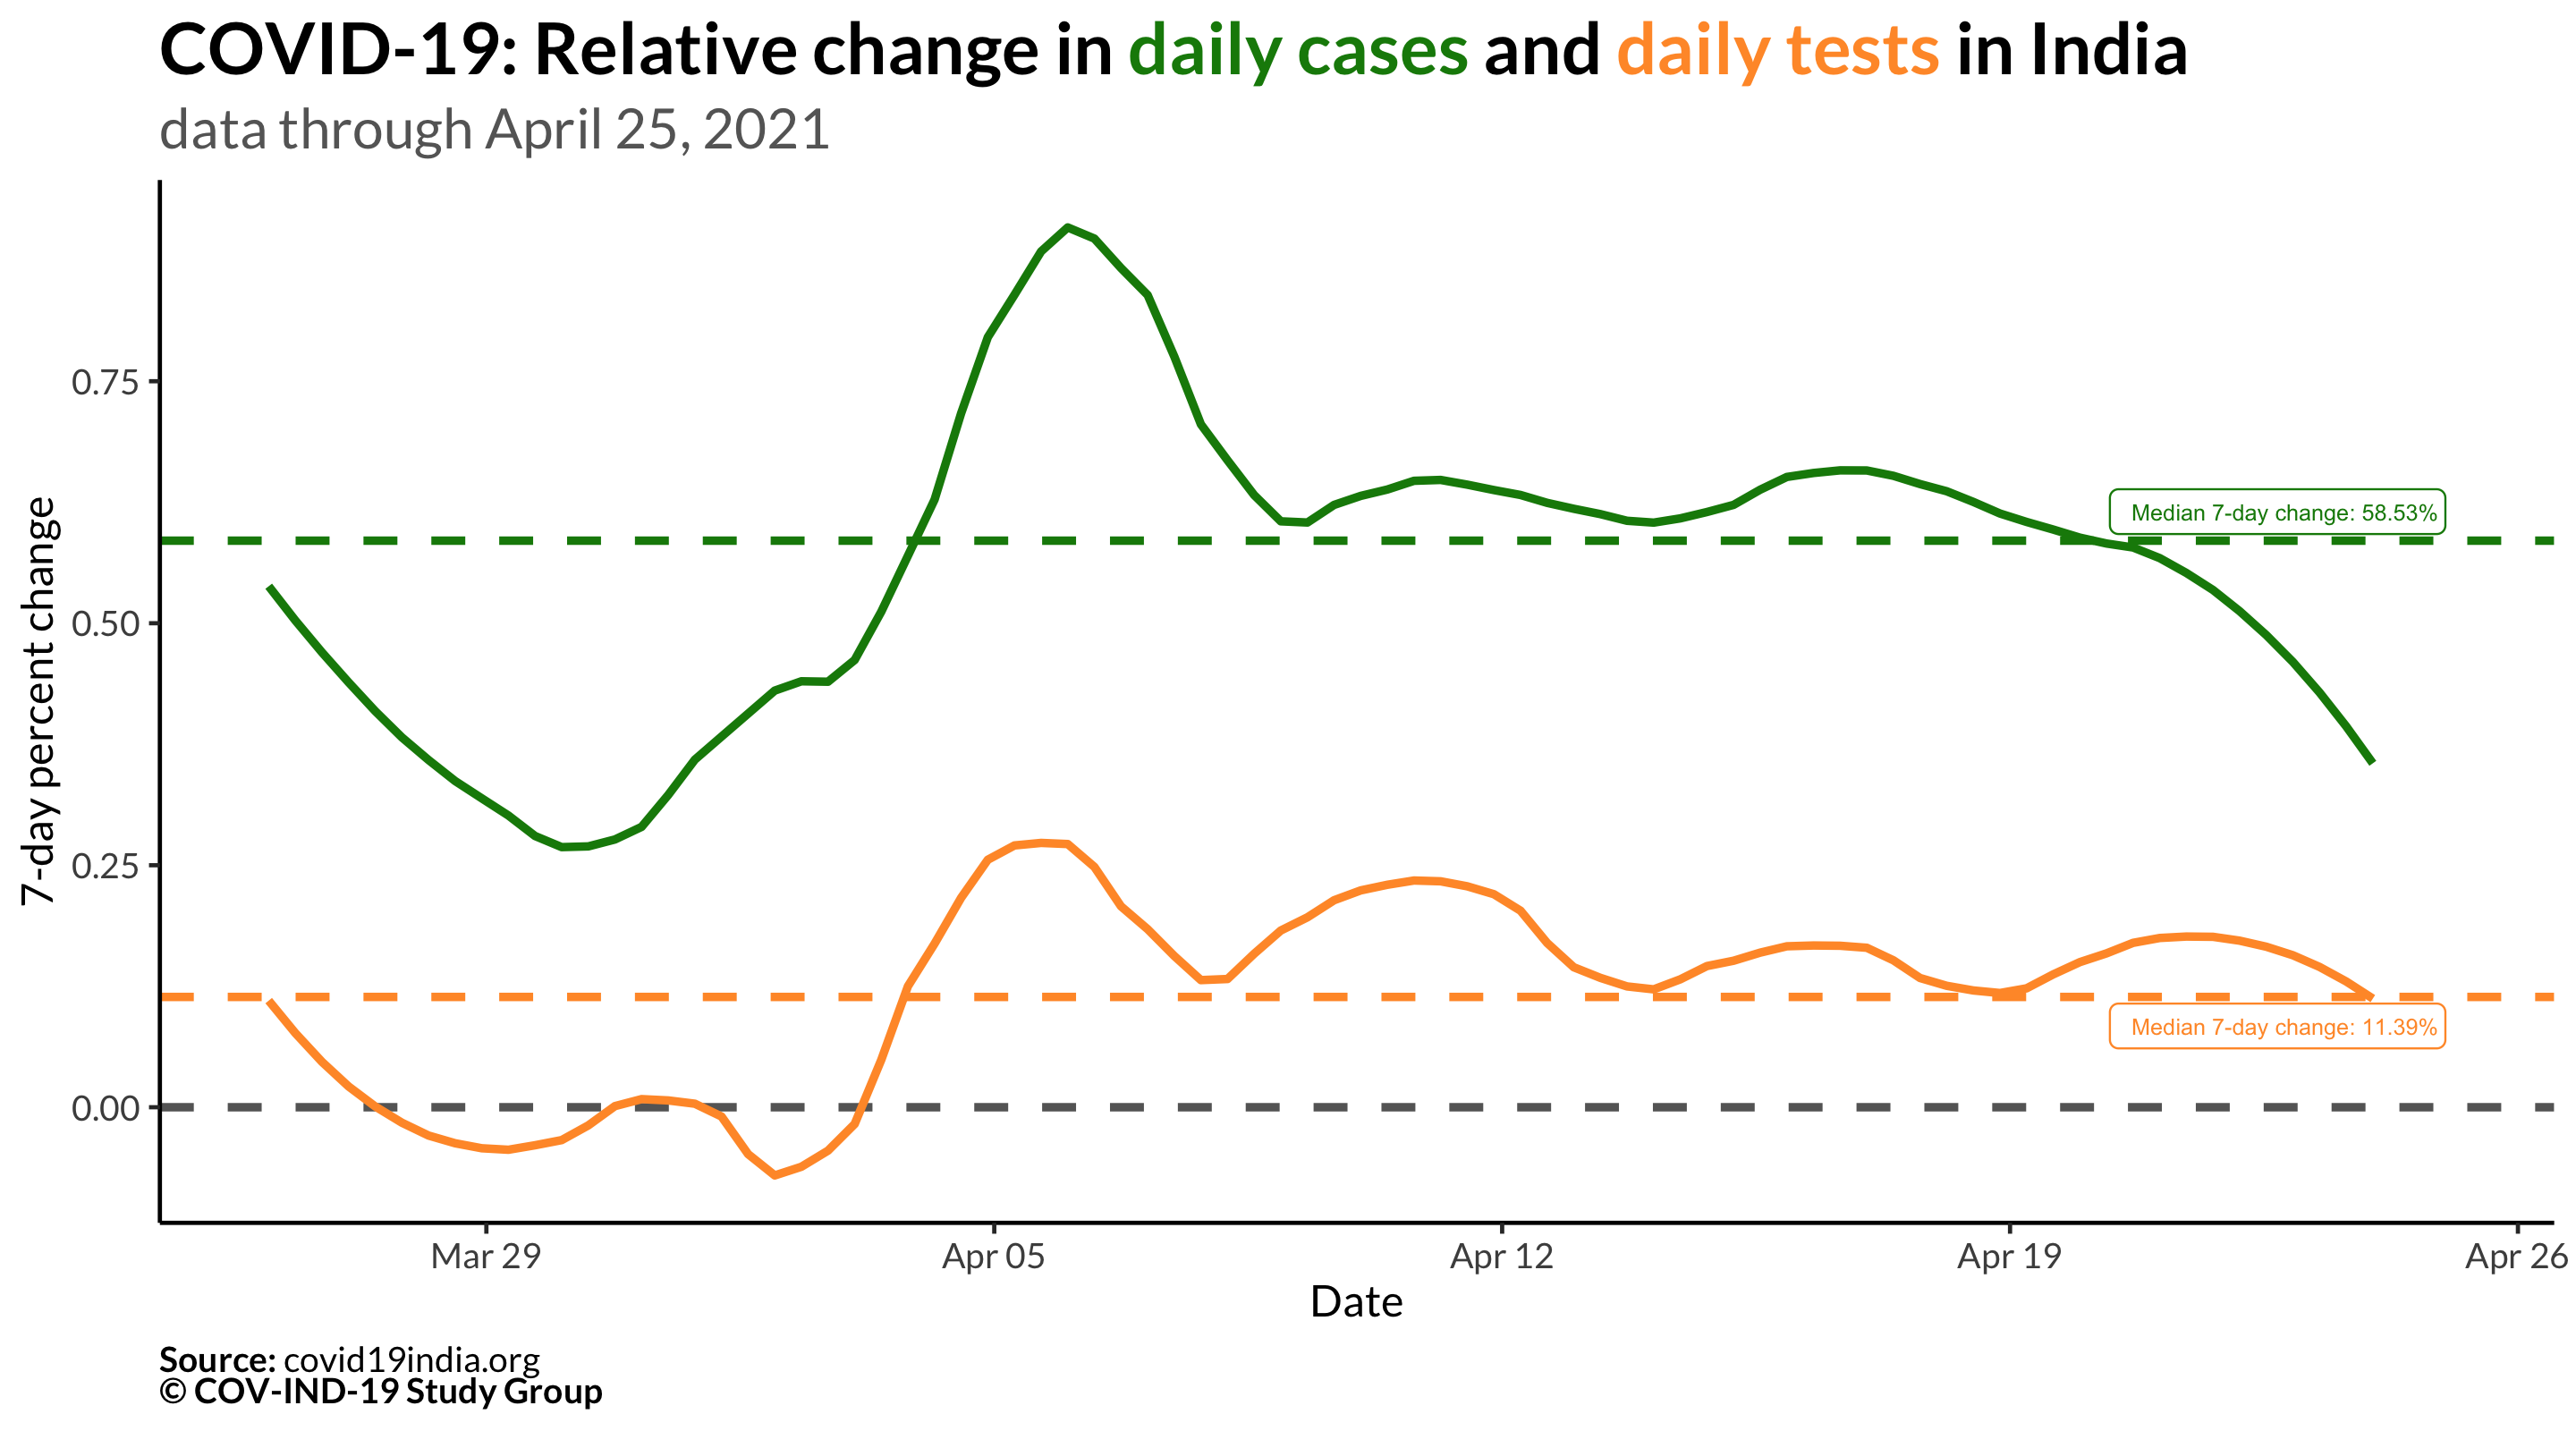 COVID-19: Relative change in daily cases and daily tests in India
data through April 25, 2021
7-day percent change
0.75
0.50
0.25
0.00
Median 7-day change: 58.53%
Median 7-day change: 11.39%
Mar 29
Apr 05
Apr 12
Apr 19
Apr 26
Date
Source: covid19india.org
© COV-IND-19 Study Group